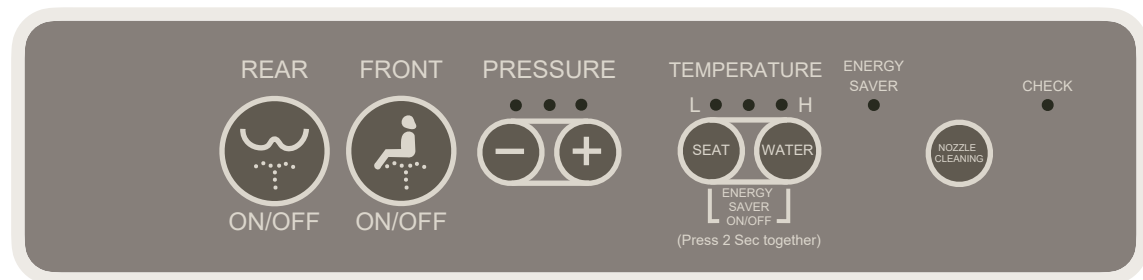 REAR
FRONT
PRESSURE
TEMPERATURE
ENERGY
SAVER
CHECK
L
H
SEAT
WATER
NOZZLE
CLEANING
ON/OFF
ON/OFF
ENERGY
SAVER
ON/OFF
(Press 2 Sec together)